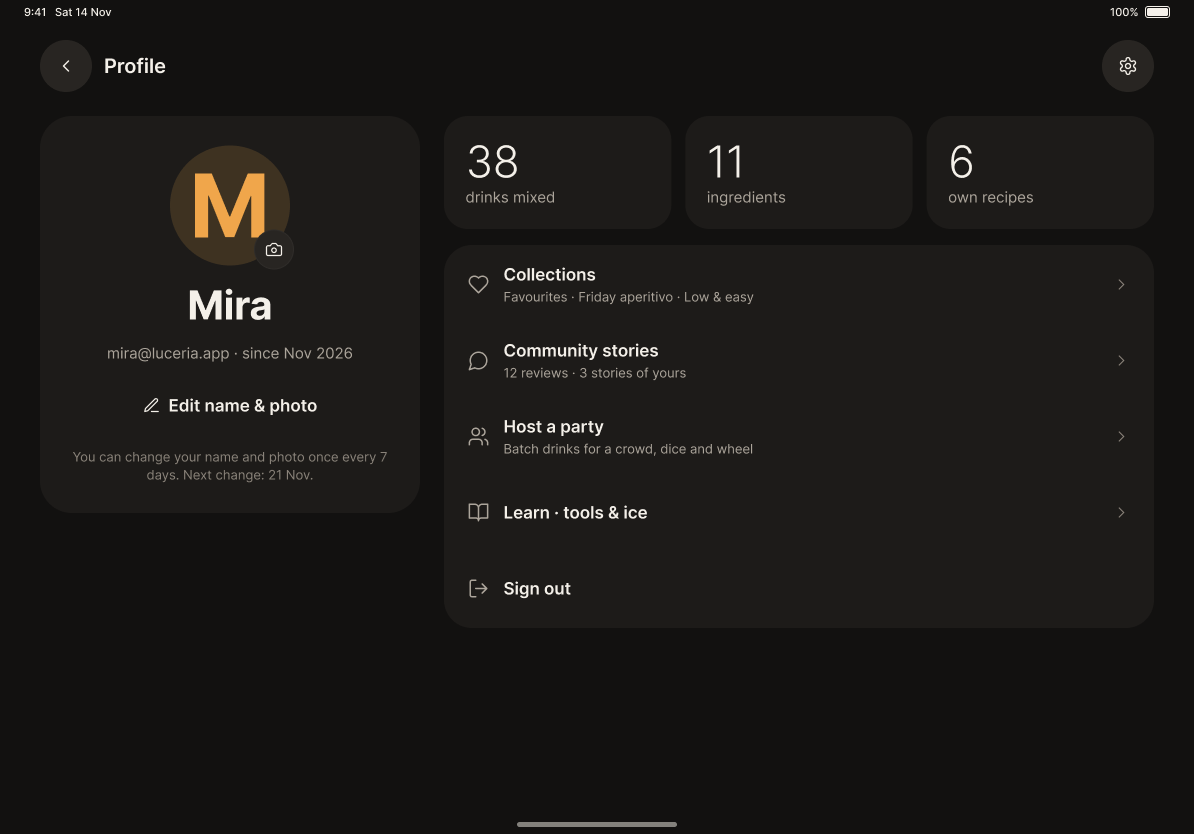 9:41 Sat 14 Nov
100%
Profile
M
Mira
mira@luceria.app · since Nov 2026
Edit name & photo
You can change your name and photo once every 7
days. Next change: 21 Nov.
38
drinks mixed
11
ingredients
6
own recipes
Collections
Favourites · Friday aperitivo · Low & easy
Community stories
12 reviews · 3 stories of yours
Host a party
Batch drinks for a crowd, dice and wheel
Learn · tools & ice
Sign out